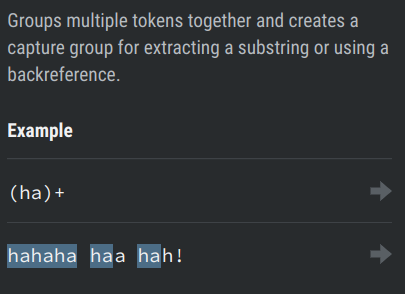 Groups multiple tokens together and creates a
capture group for extracting a substring or using a
backreference.
Example
(ha)+
hahaha haa hah!